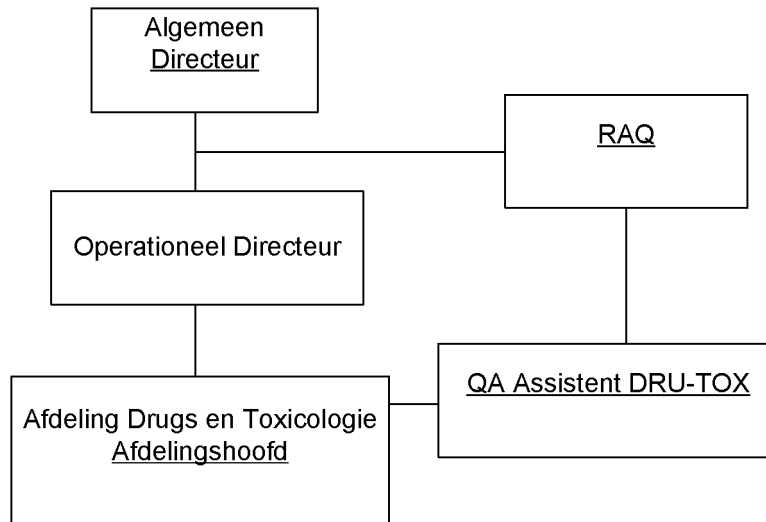 Algemeen
Directeur
RAQ
Operationeel Directeur
QA Assistent DRU-TOX
Afdeling Drugs en Toxicologie
Afdelingshoofd